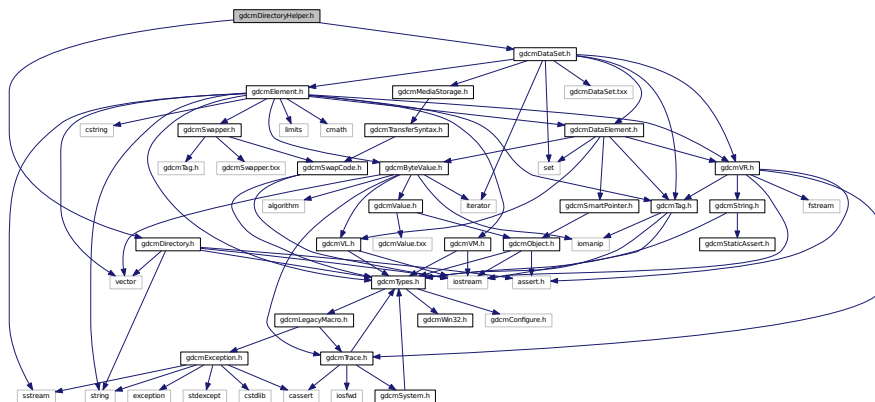 gdcmDirectoryHelper.h
gdcmDataSet.h
gdcmElement.h
gdcmMediaStorage.h
gdcmDataSet.txx
cstring
gdcmSwapper.h
limits
cmath
gdcmTransferSyntax.h
gdcmDataElement.h
gdcmTag.h
gdcmSwapper.txx
gdcmSwapCode.h
gdcmByteValue.h
set
gdcmVR.h
algorithm
gdcmValue.h
iterator
gdcmSmartPointer.h
gdcmTag.h
gdcmString.h
fstream
gdcmDirectory.h
gdcmVL.h
gdcmValue.txx
gdcmVM.h
gdcmObject.h
iomanip
gdcmStaticAssert.h
vector
gdcmTypes.h
iostream
assert.h
gdcmLegacyMacro.h
gdcmWin32.h
gdcmConfigure.h
gdcmException.h
gdcmTrace.h
sstream
string
exception
stdexcept
cstdlib
cassert
iosfwd
gdcmSystem.h